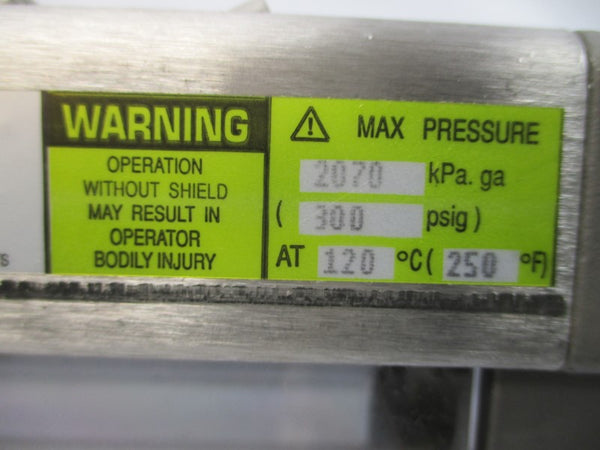 WARNING
OPERATION
WITHOUT SHIELD
MAY RESULT IN
OPERATOR
BODILY INJURY
MAX PRESSURE
2070 kPa. ga
( 300 psig )
AT 120 °C ( 250 °F)
TS